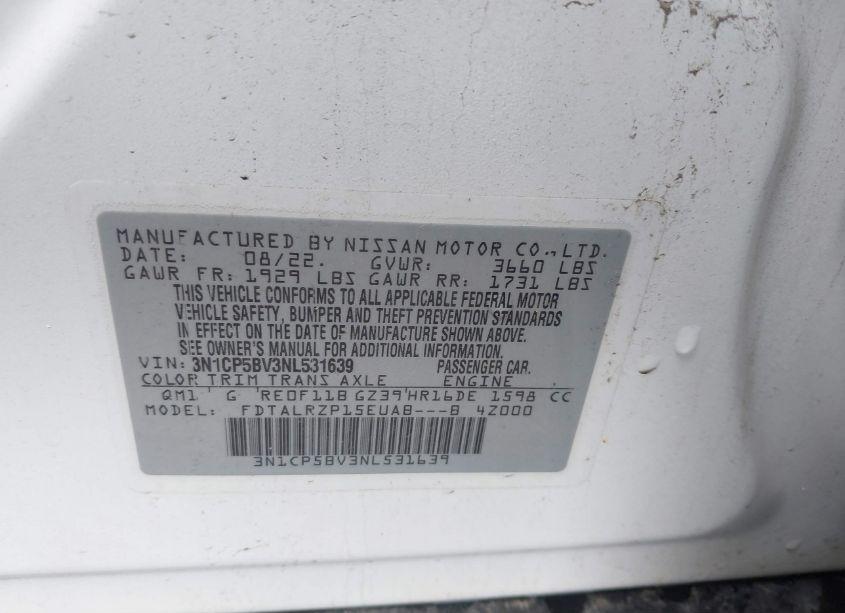 MANUFACTURED BY NISSAN MOTOR CO., LTD.
DATE: 08/22. GVWR: 3660 LBS
GAWR FR: 1929 LBS GAWR RR: 1731 LBS
THIS VEHICLE CONFORMS TO ALL APPLICABLE FEDERAL MOTOR
VEHICLE SAFETY, BUMPER AND THEFT PREVENTION STANDARDS
IN EFFECT ON THE DATE OF MANUFACTURE SHOWN ABOVE.
SEE OWNER'S MANUAL FOR ADDITIONAL INFORMATION.
VIN: 3N1CP5BV3NL531639 PASSENGER CAR.
COLOR TRIM TRANS AXLE ENGINE
QM1 G RE0F11B GZ39 HR16DE 1598 CC
MODEL: FDTALRZP15EUAB---B 4Z000
3N1CP5BV3NL531639